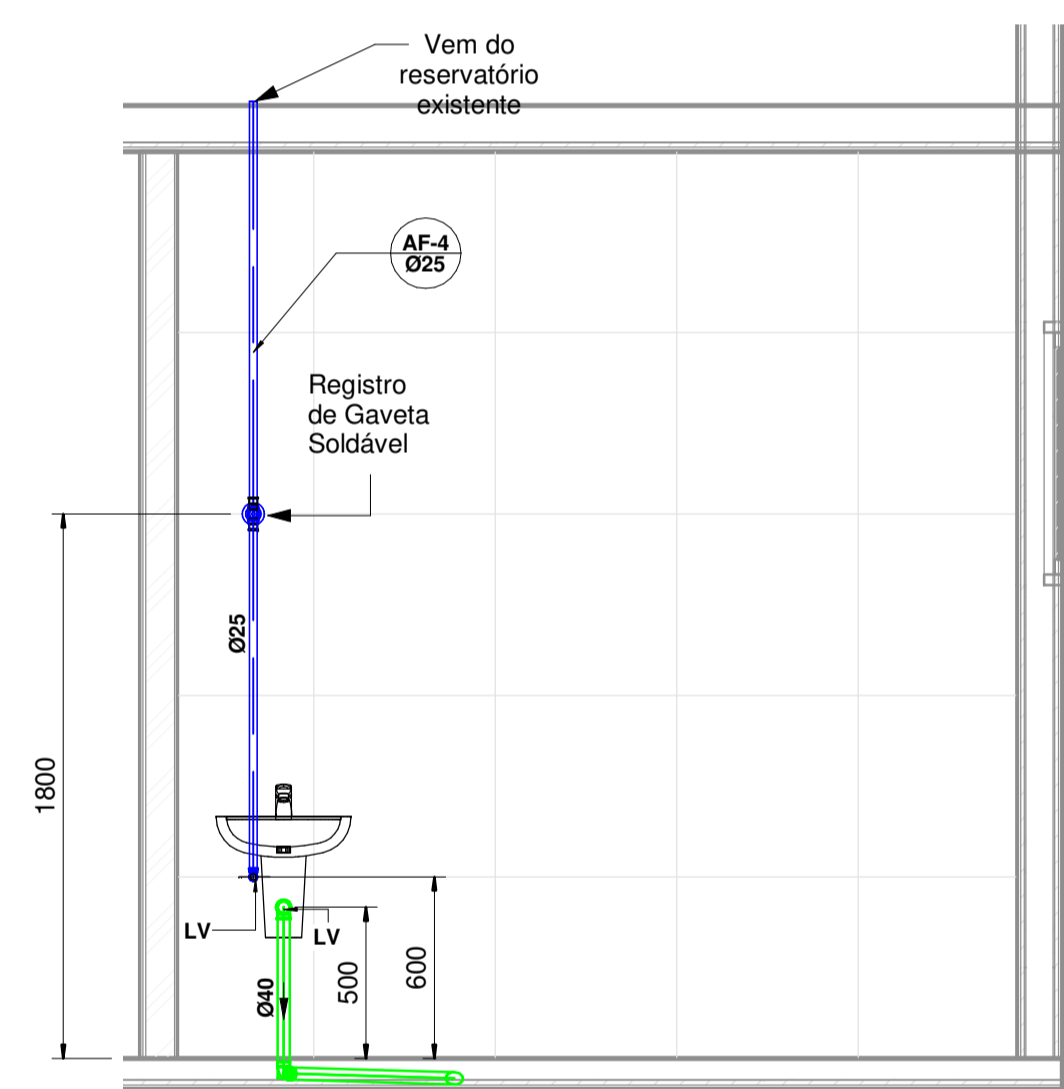 Vem do
reservatório
existente
AF-4
Ø25
Registro
de Gaveta
Soldável
Ø25
1800
LV
LV
Ø40
500
600